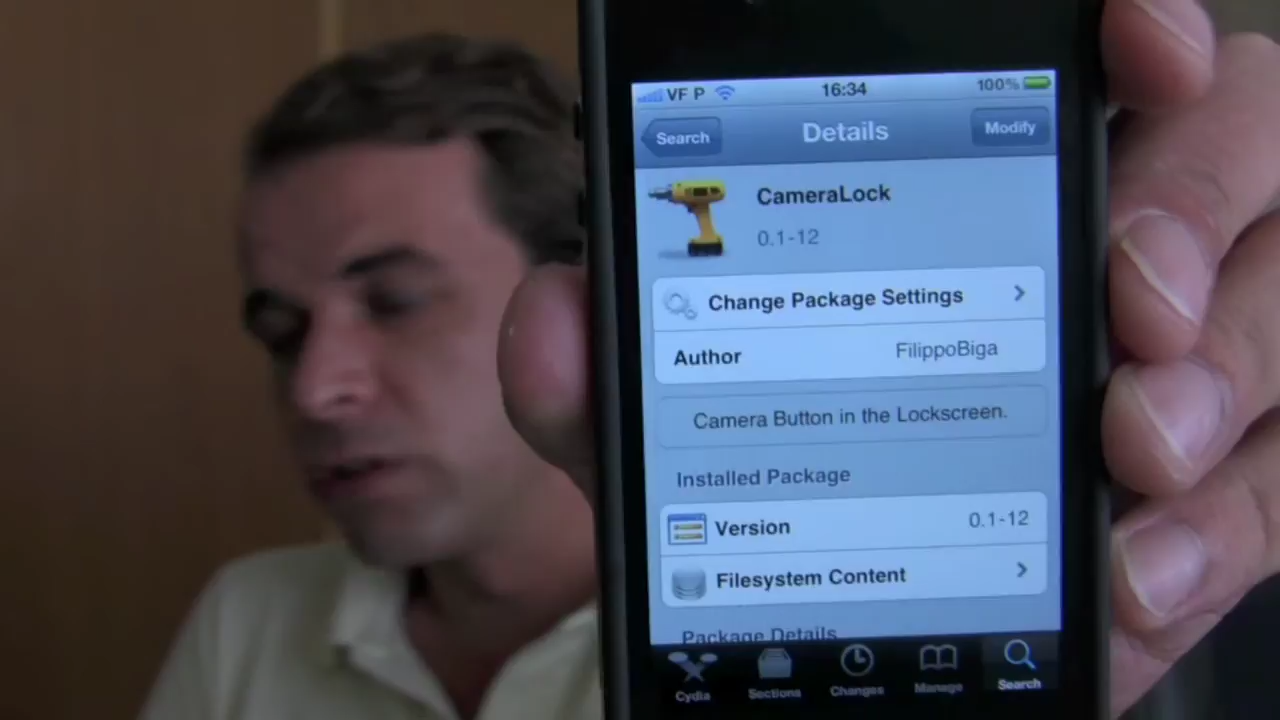 VF P 16:34 100%
Search Details Modify
CameraLock
0.1-12
Change Package Settings
Author FilippoBiga
Camera Button in the Lockscreen.
Installed Package
Version 0.1-12
Filesystem Content
Package Details
Cydia Sections Changes Manage Search